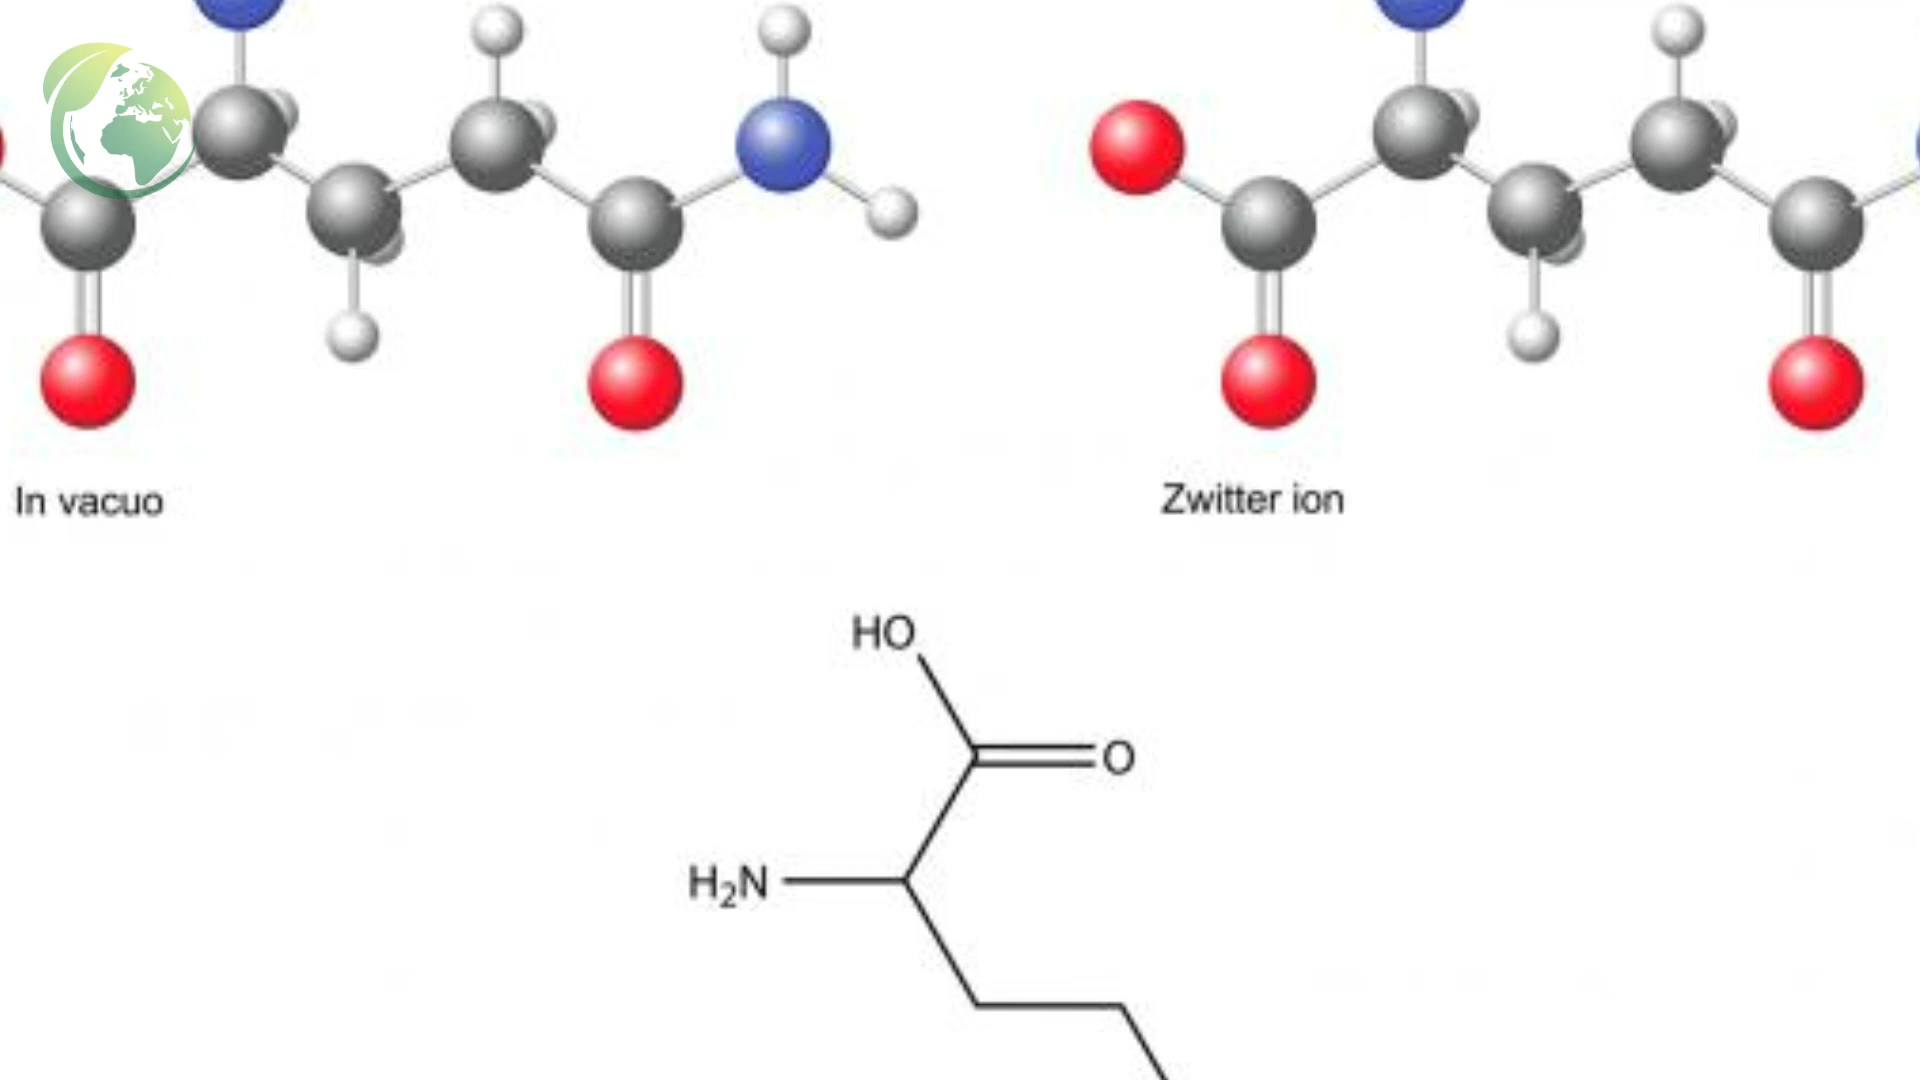 In vacuo
Zwitter ion
HO
O
H₂N